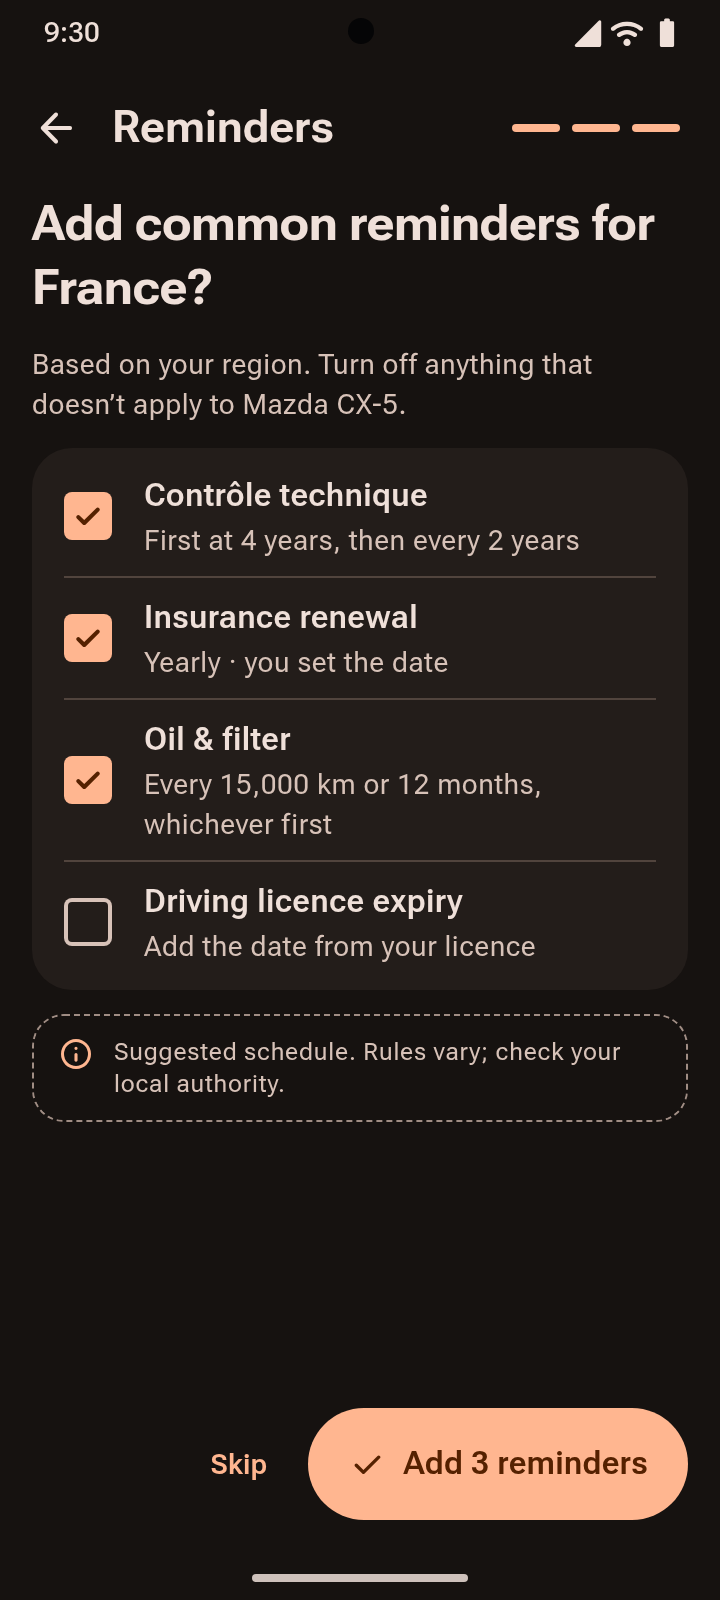 9:30
Reminders
Add common reminders for
France?
Based on your region. Turn off anything that
doesn’t apply to Mazda CX-5.
Contrôle technique
First at 4 years, then every 2 years
Insurance renewal
Yearly · you set the date
Oil & filter
Every 15,000 km or 12 months,
whichever first
Driving licence expiry
Add the date from your licence
Suggested schedule. Rules vary; check your
local authority.
Skip
Add 3 reminders